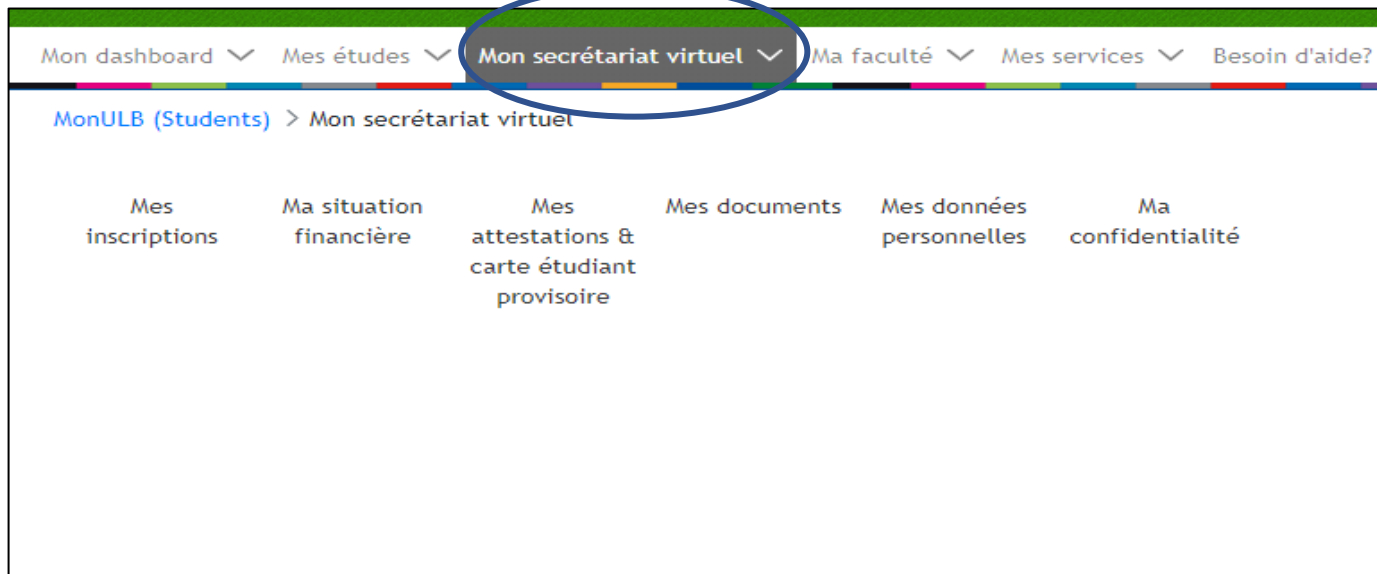 Mon dashboard Mes études Mon secrétariat virtuel Ma faculté Mes services Besoin d'aide?
MonULB (Students) > Mon secrétariat virtuel
Mes
inscriptions
Ma situation
financière
Mes
attestations &
carte étudiant
provisoire
Mes documents
Mes données
personnelles
Ma
confidentialité